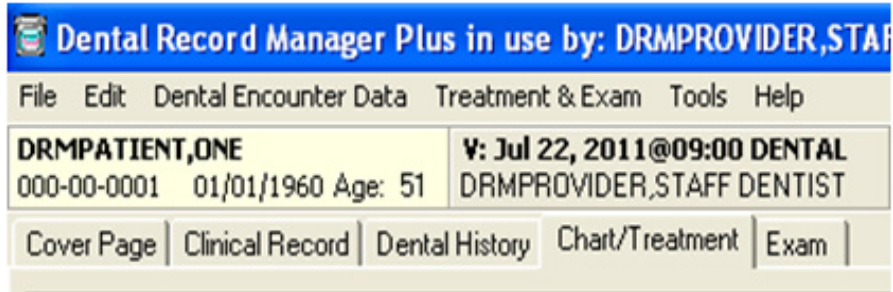 Dental Record Manager Plus in use by: DRMPROVIDER,STAF
File Edit Dental Encounter Data Treatment & Exam Tools Help
DRMPATIENT,ONE V: Jul 22, 2011@09:00 DENTAL
000-00-0001 01/01/1960 Age: 51 DRMPROVIDER,STAFF DENTIST
Cover Page Clinical Record Dental History Chart/Treatment Exam